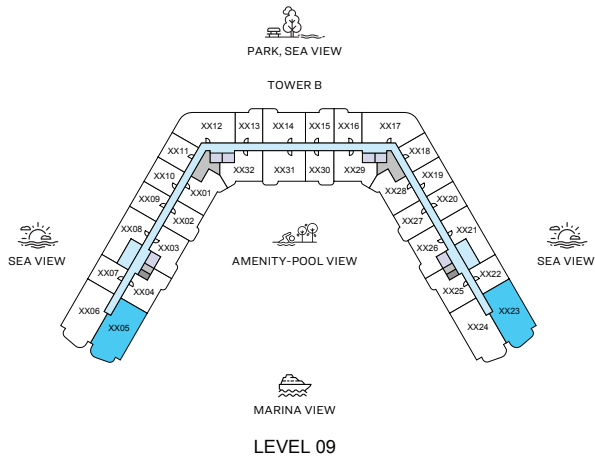 PARK, SEA VIEW
TOWER B
XX12
XX13
XX14
XX15
XX16
XX17
XX11
XX18
XX32
XX31
XX30
XX29
XX10
XX19
XX01
XX28
XX09
XX20
XX02
XX27
XX08
XX21
XX03
XX26
SEA VIEW
AMENITY-POOL VIEW
SEA VIEW
XX07
XX22
XX04
XX25
XX06
XX23
XX05
XX24
MARINA VIEW
LEVEL 09